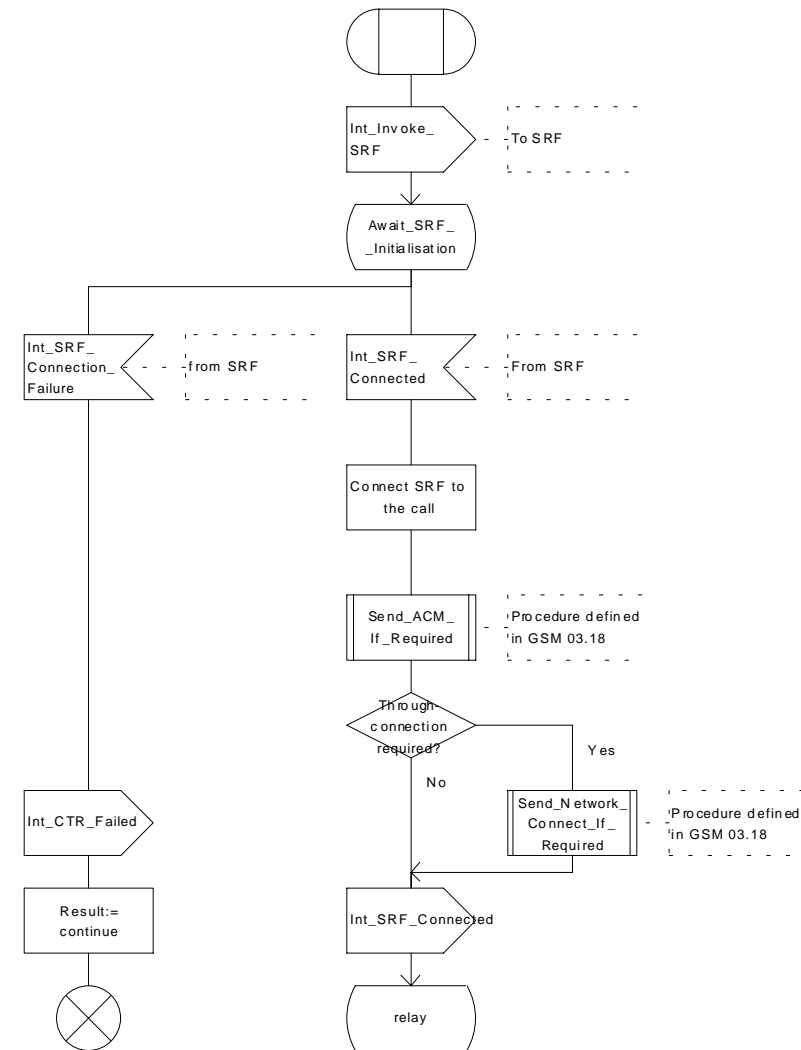 Int_Invoke_
SRF
To SRF
Await_SRF_
_Initialisation
Int_SRF_
Connection_
Failure
from SRF
Int_SRF_
Connected
From SRF
Connect SRF to
the call
Send_ACM_
If_Required
Procedure defined
in GSM 03.18
Through-
connection
required?
Yes
No
Int_CTR_Failed
Send_Network_
Connect_If_
Required
Procedure defined
in GSM 03.18
Result:=
continue
Int_SRF_Connected
relay